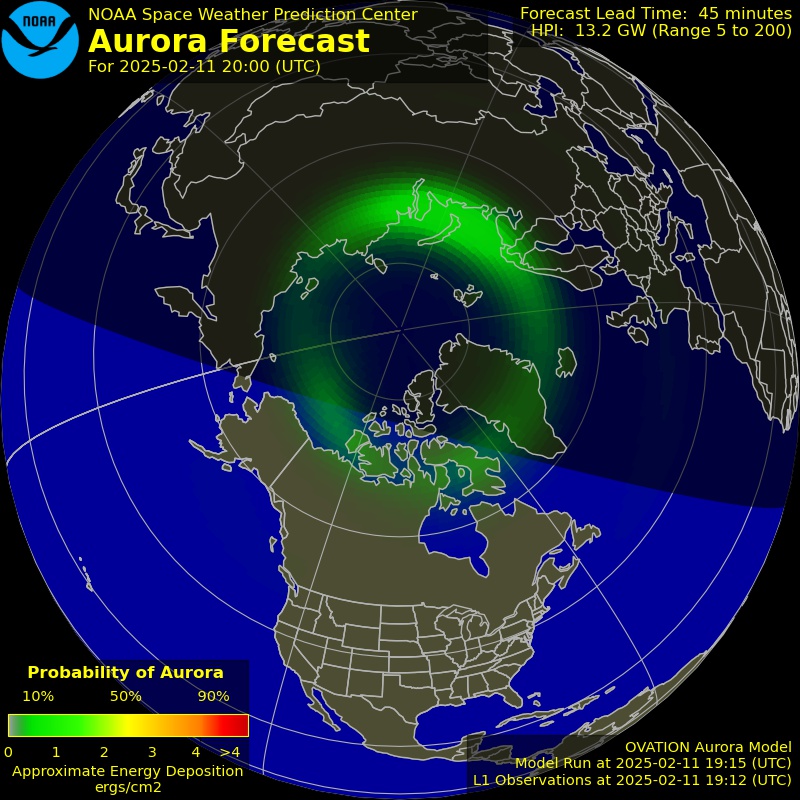 NOAA
NOAA Space Weather Prediction Center
Aurora Forecast
For 2025-02-11 20:00 (UTC)
Forecast Lead Time: 45 minutes
HPI: 13.2 GW (Range 5 to 200)
Probability of Aurora
10% 50% 90%
0 1 2 3 4 >4
Approximate Energy Deposition
ergs/cm2
OVATION Aurora Model
Model Run at 2025-02-11 19:15 (UTC)
L1 Observations at 2025-02-11 19:12 (UTC)